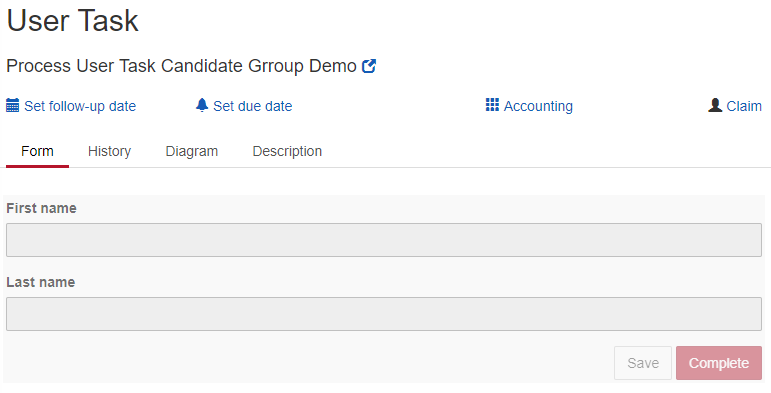 User Task
Process User Task Candidate Grroup Demo
Set follow-up date Set due date Accounting Claim
Form History Diagram Description
First name
Last name
Save Complete